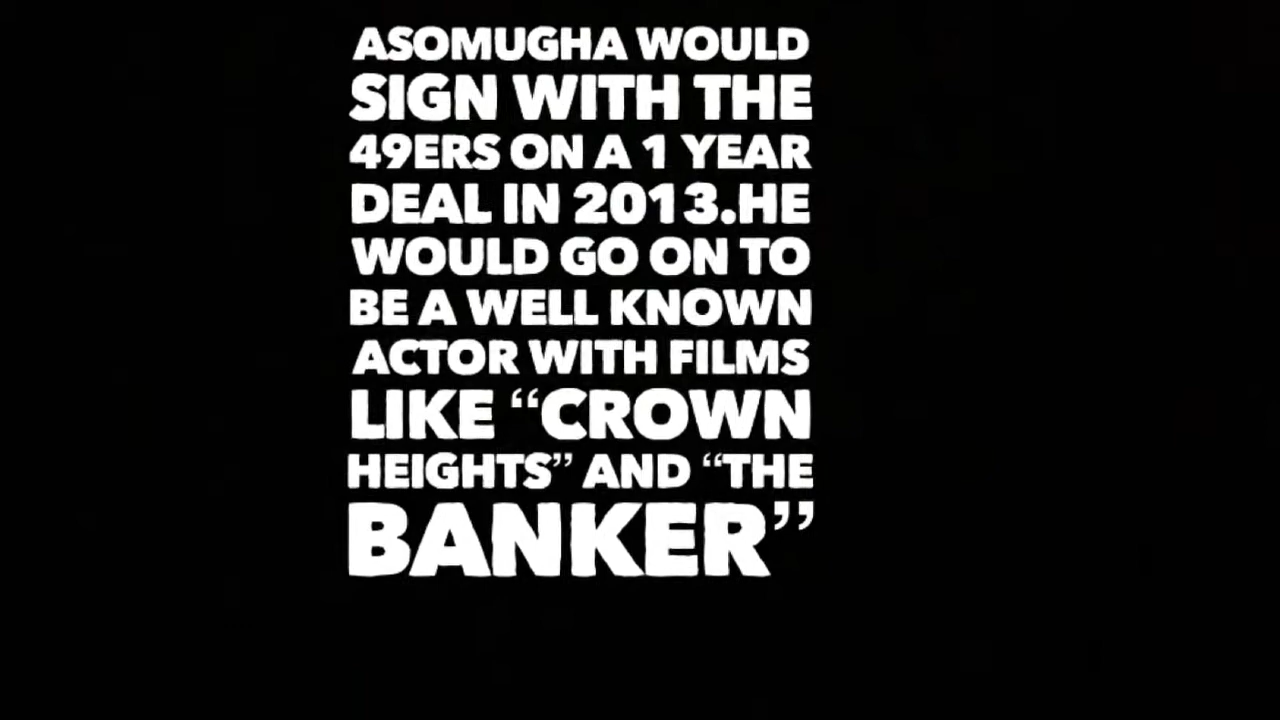 ASOMUGHA WOULD
SIGN WITH THE
49ERS ON A 1 YEAR
DEAL IN 2013.HE
WOULD GO ON TO
BE A WELL KNOWN
ACTOR WITH FILMS
LIKE “CROWN
HEIGHTS” AND “THE
BANKER”